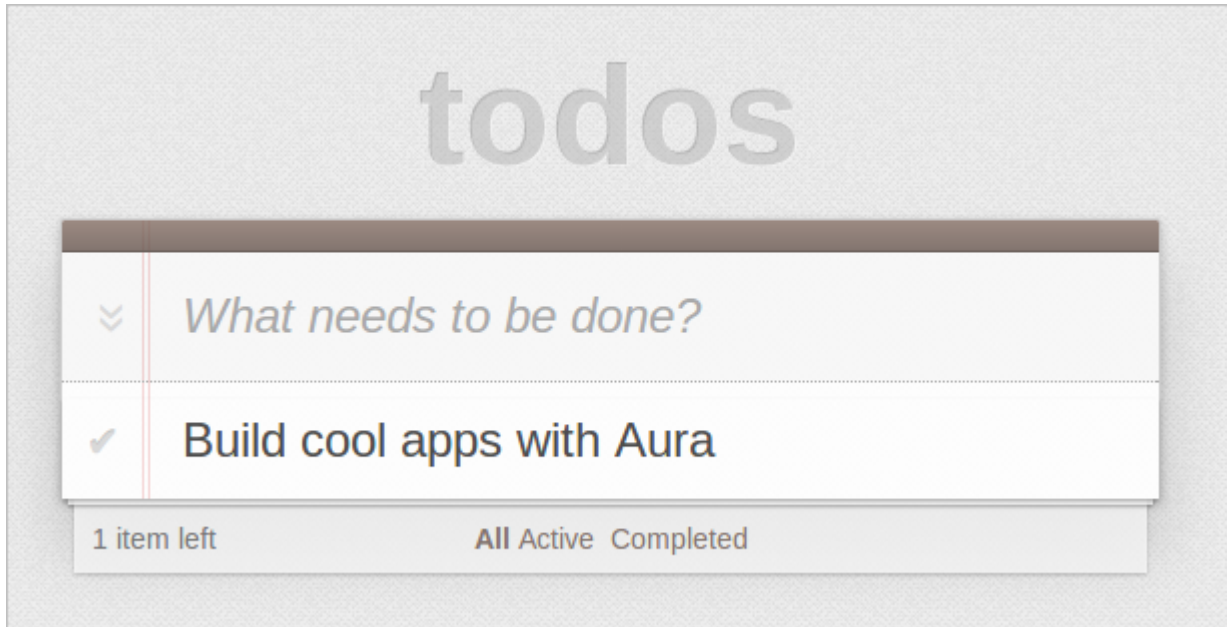 todos
What needs to be done?
Build cool apps with Aura
1 item left All Active Completed